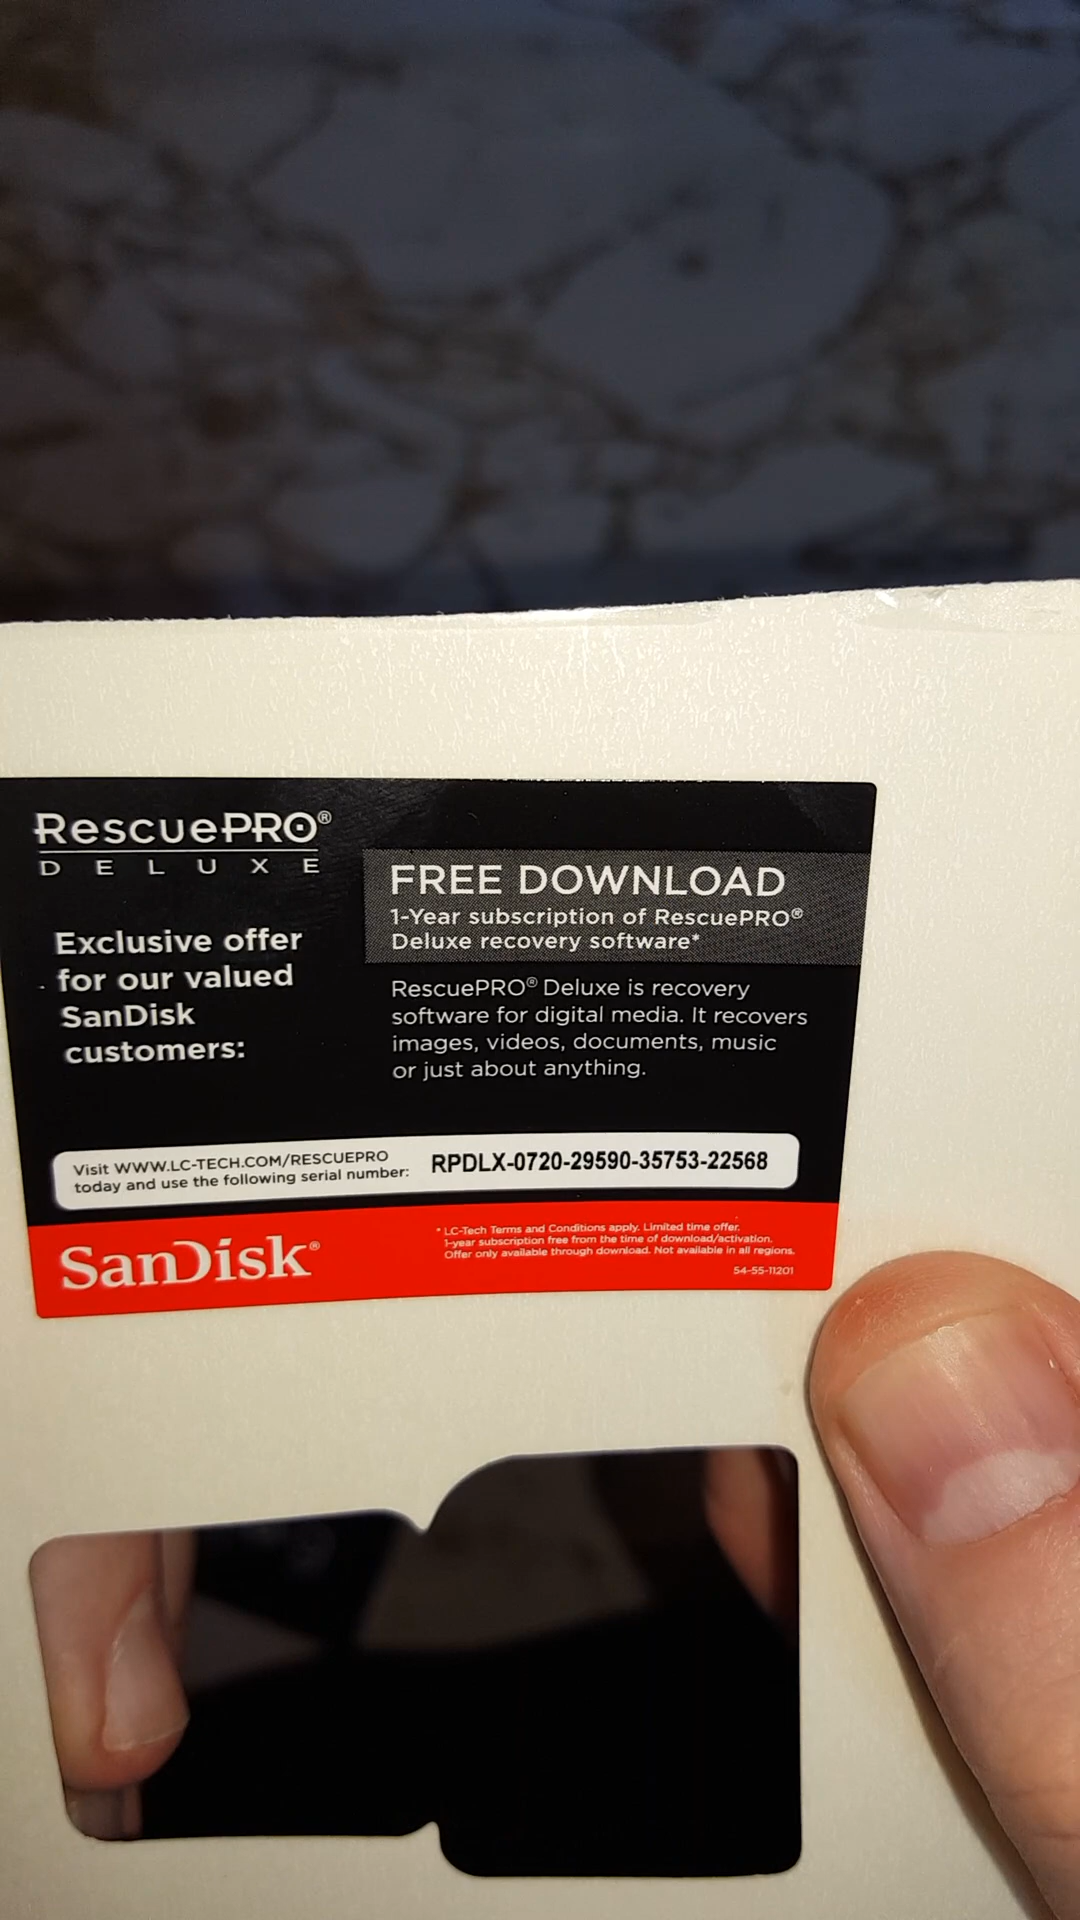 RescuePRO®
DELUXE
Exclusive offer
for our valued
SanDisk
customers:
FREE DOWNLOAD
1-Year subscription of RescuePRO®
Deluxe recovery software*
RescuePRO® Deluxe is recovery
software for digital media. It recovers
images, videos, documents, music
or just about anything.
Visit WWW.LC-TECH.COM/RESCUEPRO
today and use the following serial number:
RPDLX-0720-29590-35753-22568
SanDisk®
* LC-Tech Terms and Conditions apply. Limited time offer.
1-year subscription free from the time of download/activation.
Offer only available through download. Not available in all regions.
54-55-11201